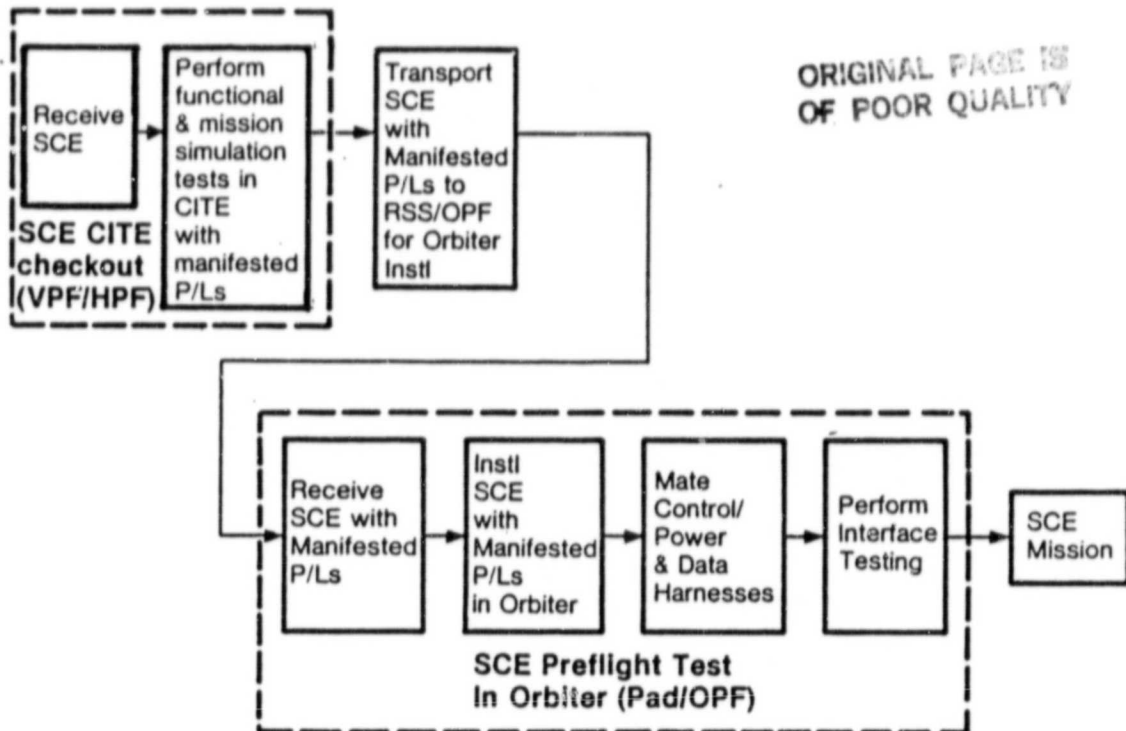 Receive
SCE
SCE CITE
checkout
(VPF/HPF)
Perform
functional
& mission
simulation
tests in
CITE
with
manifested
P/Ls
Transport
SCE
with
Manifested
P/Ls to
RSS/OPF
for Orbiter
Instl
ORIGINAL PAGE IS
OF POOR QUALITY
Receive
SCE with
Manifested
P/Ls
Instl
SCE
with
Manifested
P/Ls
in Orbiter
Mate
Control/
Power
& Data
Harnesses
Perform
Interface
Testing
SCE
Mission
SCE Preflight Test
In Orbiter (Pad/OPF)